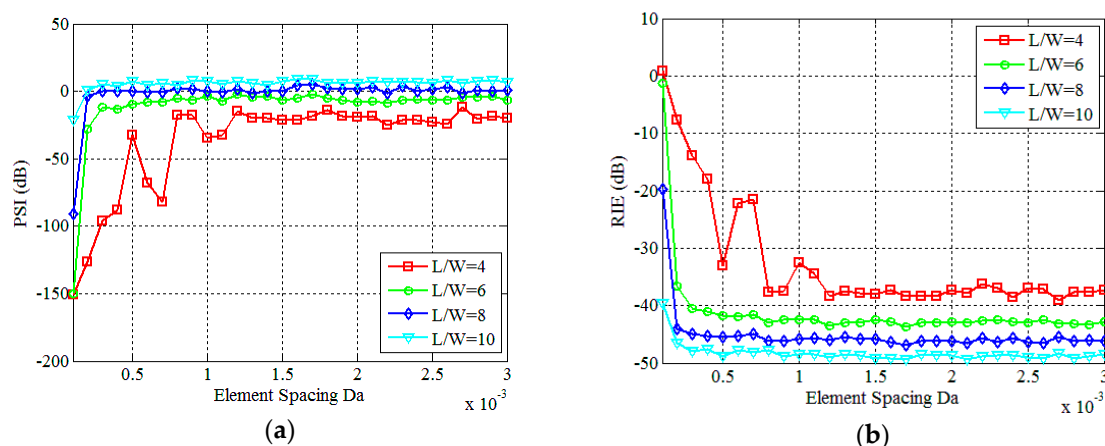 50
0
-50
-100
-150
-200
PSI (dB)
0.5
1
1.5
2
2.5
3
Element Spacing Da
x 10⁻³
L/W=4
L/W=6
L/W=8
L/W=10
(a)
10
0
-10
-20
-30
-40
-50
RIE (dB)
0.5
1
1.5
2
2.5
3
Element Spacing Da
x 10⁻³
L/W=4
L/W=6
L/W=8
L/W=10
(b)